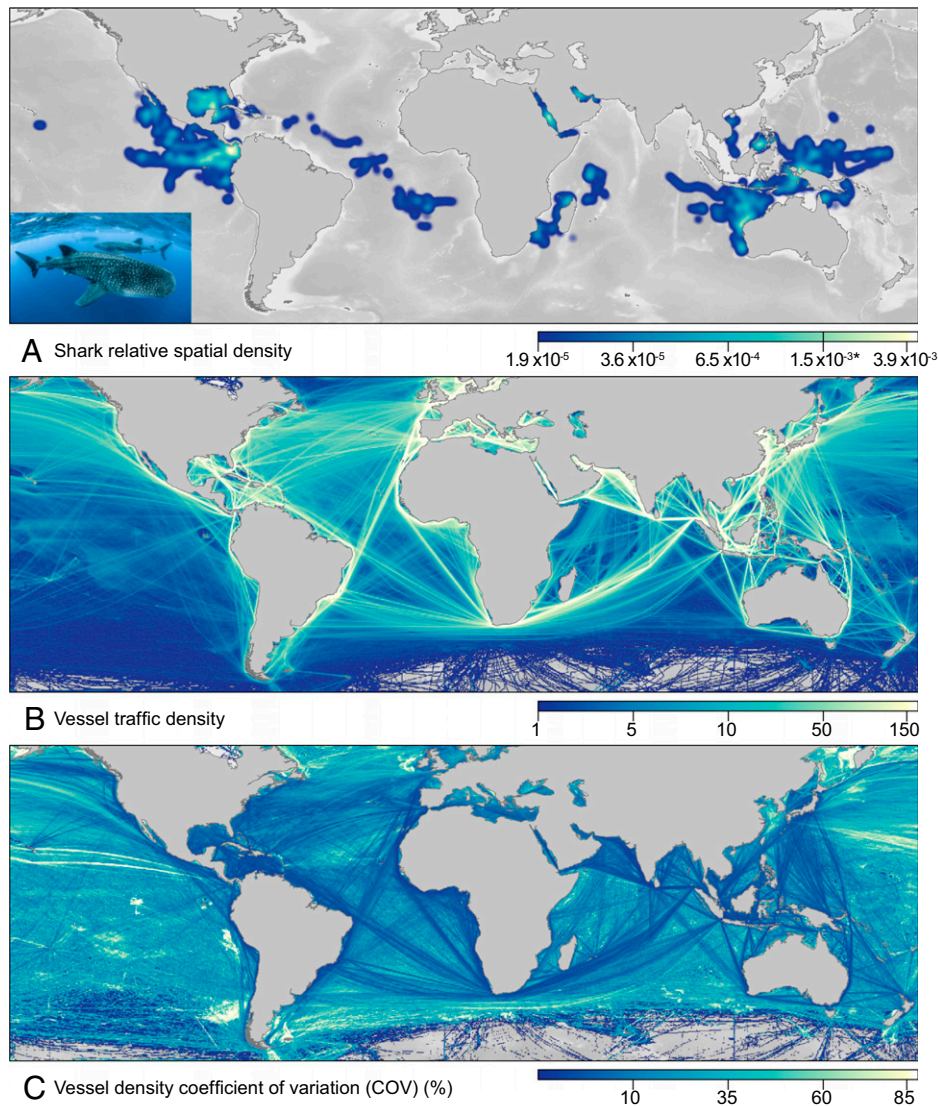 A Shark relative spatial density
1.9 x10-5 3.6 x10-5 6.5 x10-4 1.5 x10-3* 3.9 x10-3
B Vessel traffic density
1 5 10 50 150
C Vessel density coefficient of variation (COV) (%)
10 35 60 85